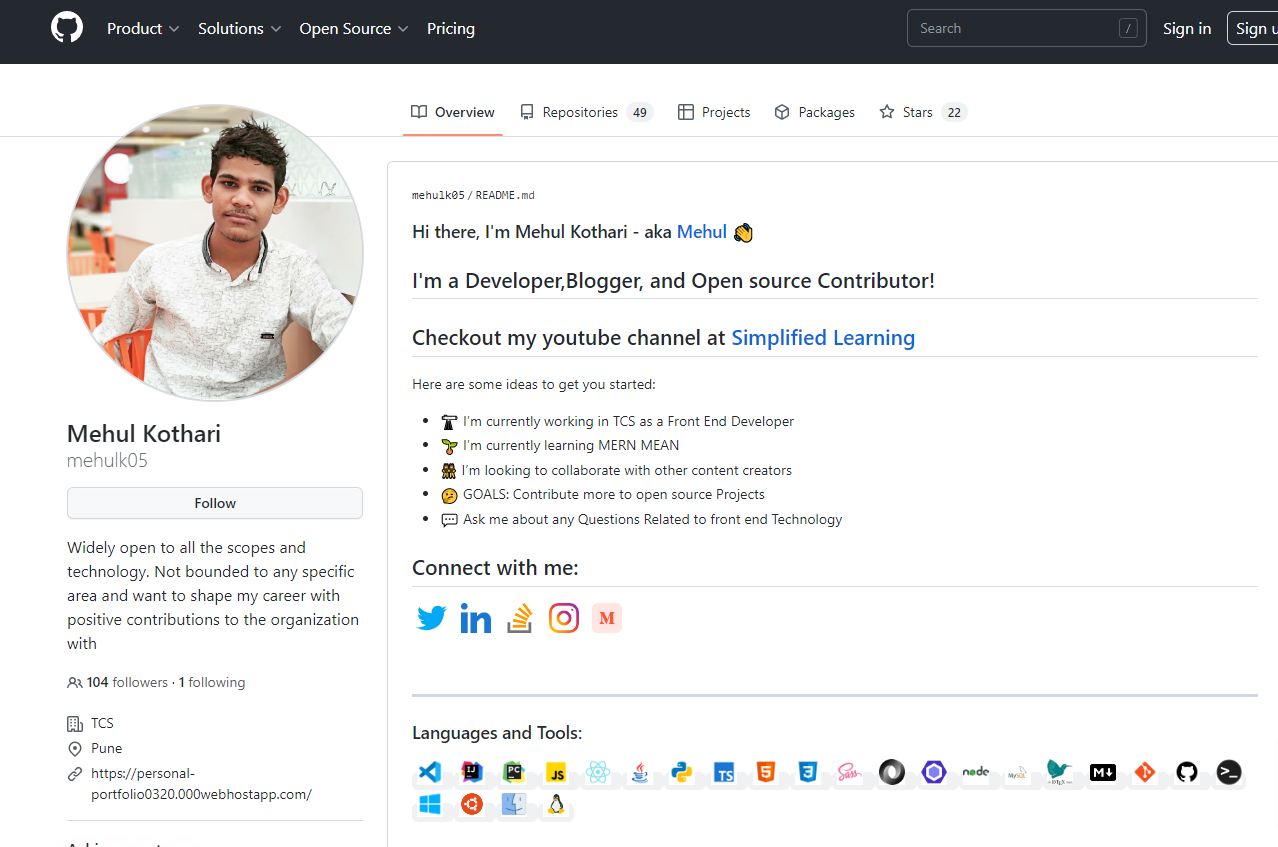 Product Solutions Open Source Pricing Search / Sign in Sign u
Overview Repositories 49 Projects Packages Stars 22
mehulk05/README.md
Hi there, I'm Mehul Kothari - aka Mehul 👋
I'm a Developer,Blogger, and Open source Contributor!
Checkout my youtube channel at Simplified Learning
Here are some ideas to get you started:
I'm currently working in TCS as a Front End Developer
I'm currently learning MERN MEAN
I'm looking to collaborate with other content creators
GOALS: Contribute more to open source Projects
Ask me about any Questions Related to front end Technology
Connect with me:
in
M
Languages and Tools:
IJ PC JS Java TS 5 3 Sass node MySQL M
Mehul Kothari
mehulk05
Follow
Widely open to all the scopes and
technology. Not bounded to any specific
area and want to shape my career with
positive contributions to the organization
with
104 followers · 1 following
TCS
Pune
https://personal-
portfolio0320.000webhostapp.com/